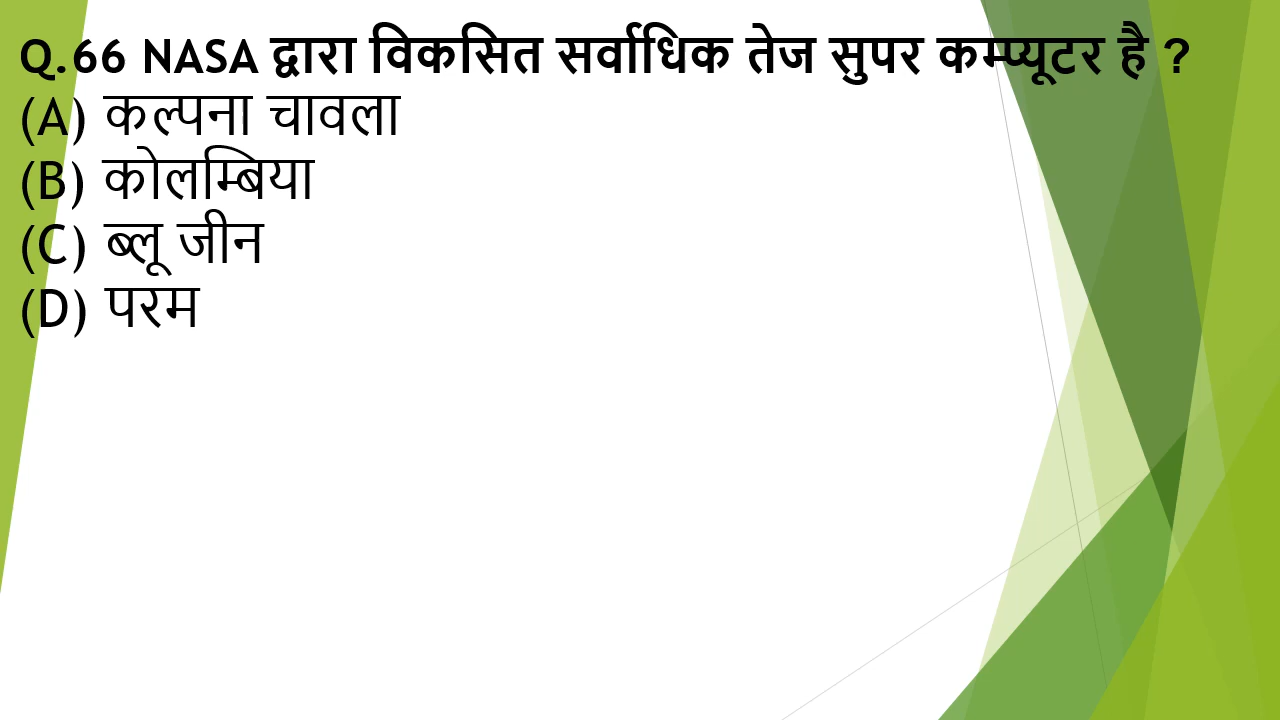 Q.66 NASA द्वारा विकसित सर्वाधिक तेज सुपर कम्प्यूटर है ?
(A) कल्पना चावला
(B) कोलम्बिया
(C) ब्लू जीन
(D) परम